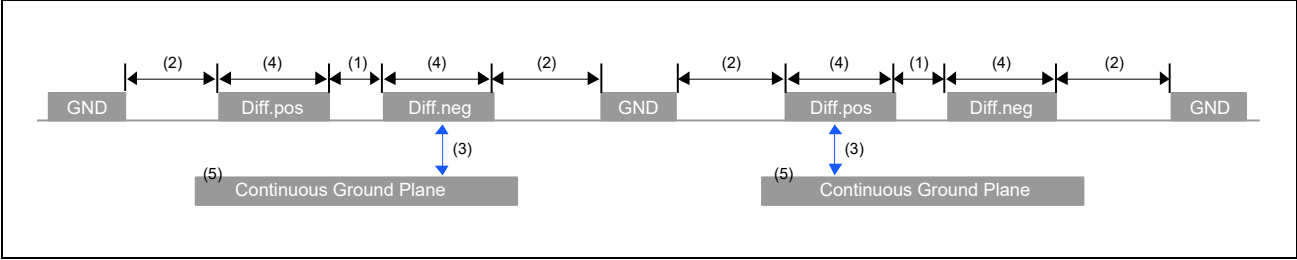 (2) (4) (1) (4) (2) (2) (4) (1) (4) (2)
GND Diff.pos Diff.neg GND Diff.pos Diff.neg GND
(3) (3)
(5) Continuous Ground Plane (5) Continuous Ground Plane